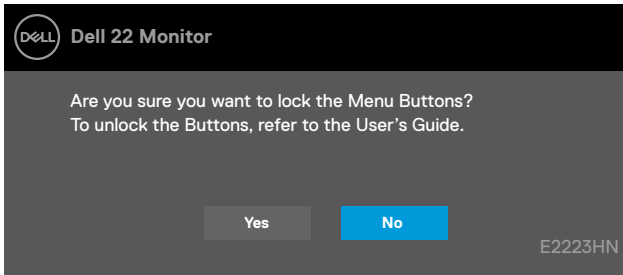 DELL Dell 22 Monitor
Are you sure you want to lock the Menu Buttons?
To unlock the Buttons, refer to the User’s Guide.
Yes No
E2223HN